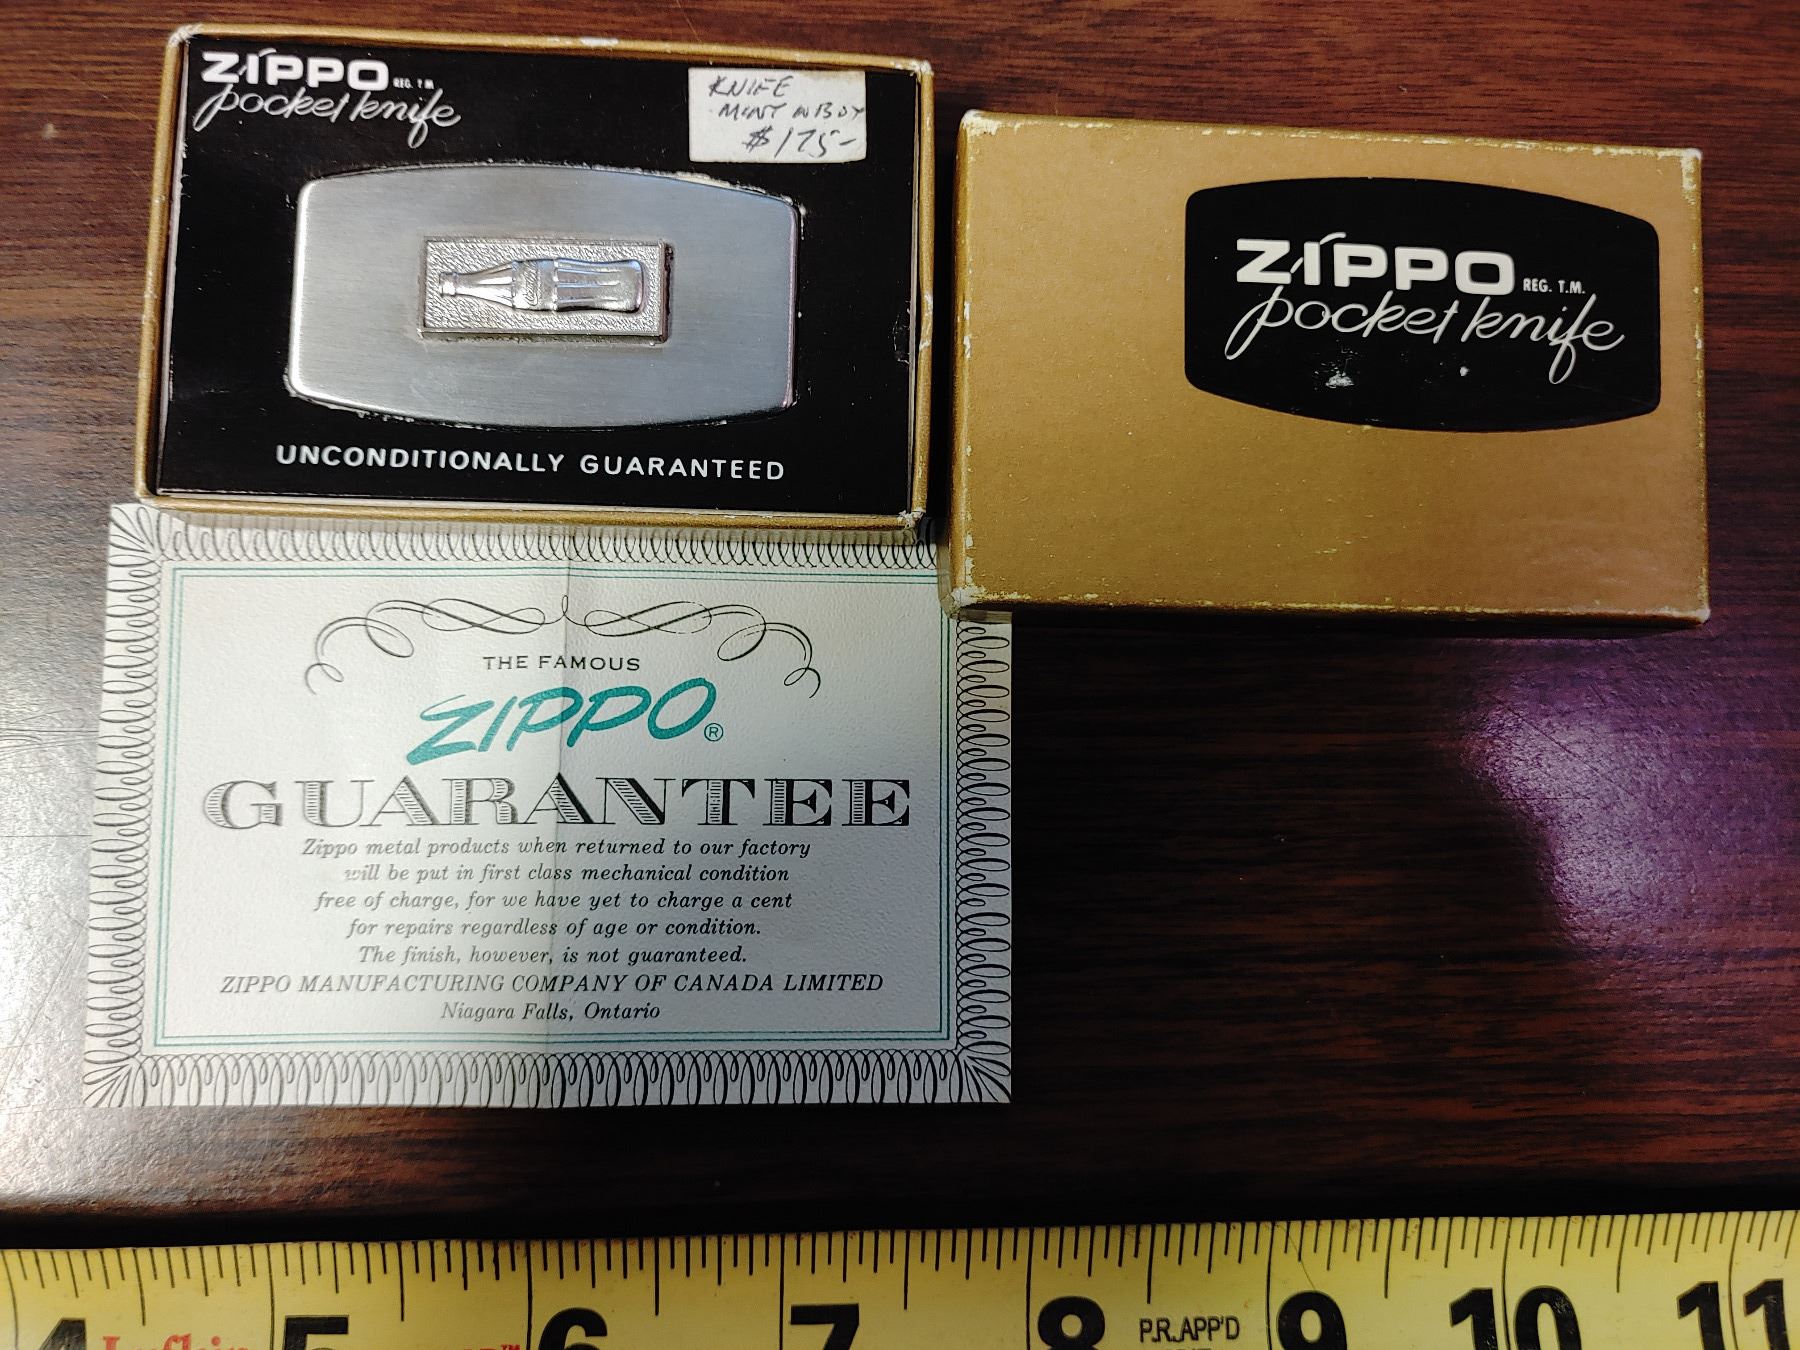 ZIPPO REG. T.M.
pocket knife
KNIFE
MINT IN BOX
$175-
UNCONDITIONALLY GUARANTEED
ZIPPO REG. T.M.
pocket knife
THE FAMOUS
ZIPPO®
GUARANTEE
Zippo metal products when returned to our factory
will be put in first class mechanical condition
free of charge, for we have yet to charge a cent
for repairs regardless of age or condition.
The finish, however, is not guaranteed.
ZIPPO MANUFACTURING COMPANY OF CANADA LIMITED
Niagara Falls, Ontario
4 Lufkin 5 6 7 8 P.R.APP'D 9 10 11